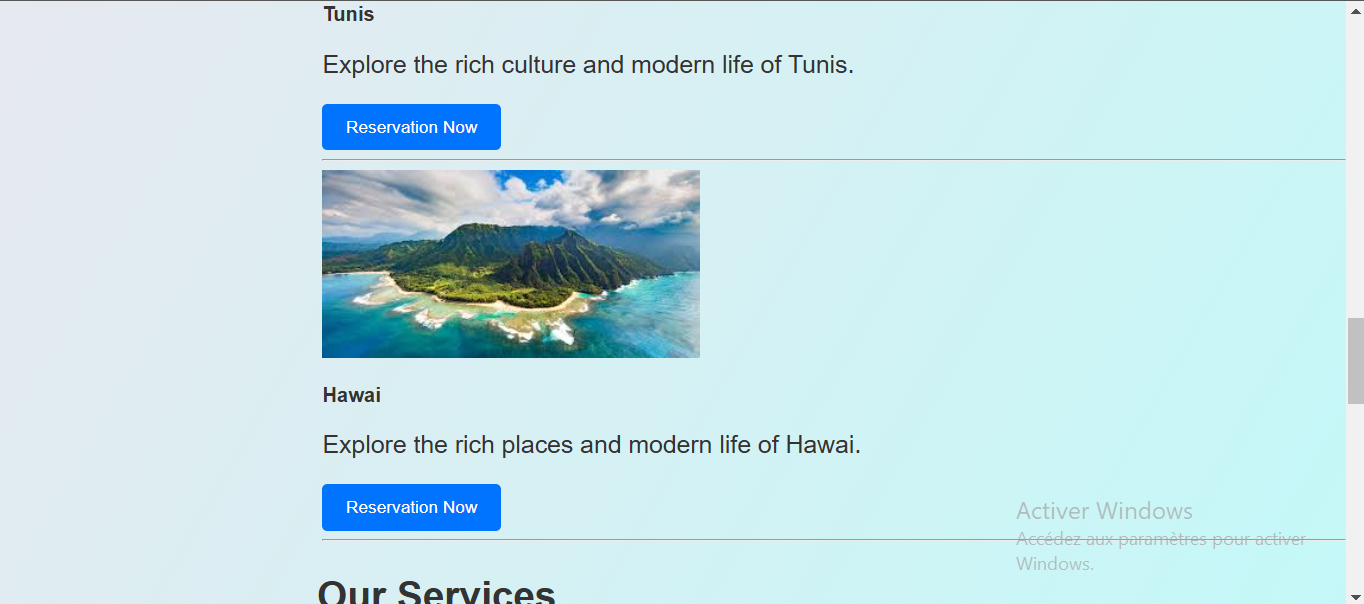 Tunis
Explore the rich culture and modern life of Tunis.
Reservation Now
Hawai
Explore the rich places and modern life of Hawai.
Reservation Now
Activer Windows
Accédez aux paramètres pour activer
Windows.
Our Services